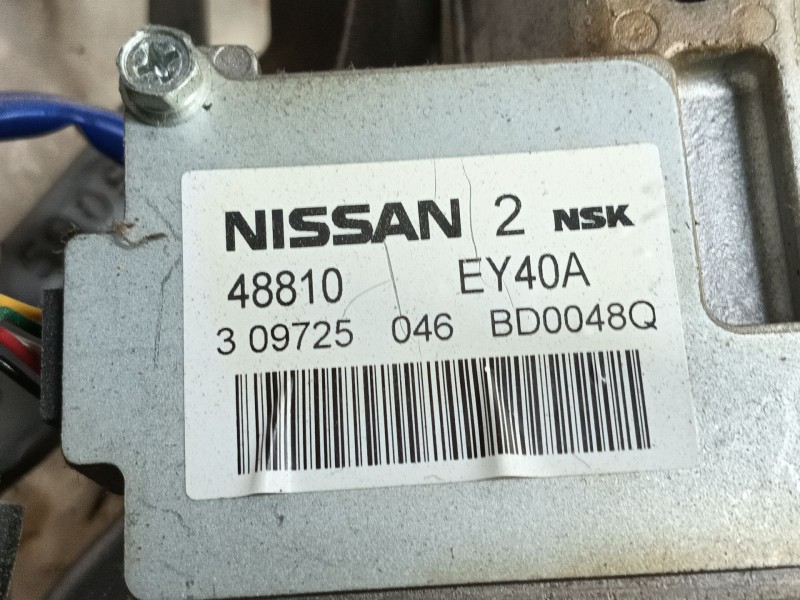 NISSAN 2 NSK
48810 EY40A
3 09725 046 BD0048Q